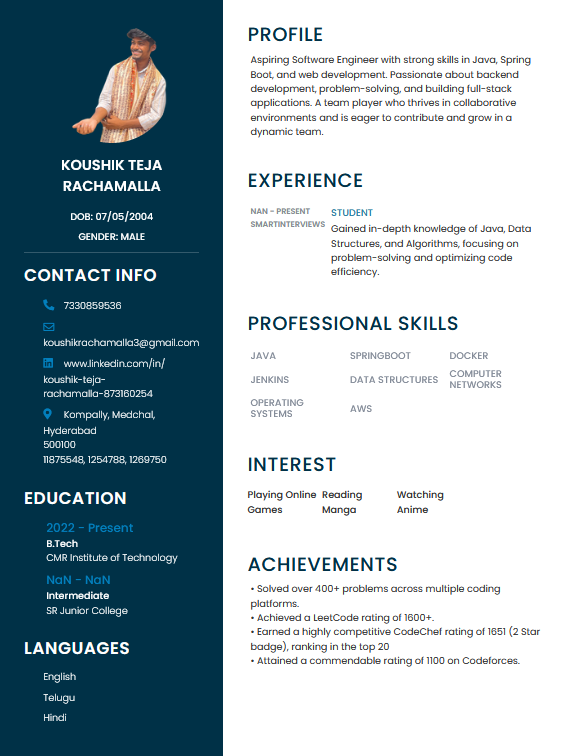 KOUSHIK TEJA
RACHAMALLA
DOB: 07/05/2004
GENDER: MALE
CONTACT INFO
7330859536
koushikrachamalla3@gmail.com
www.linkedin.com/in/
koushik-teja-
rachamalla-873160254
Kompally, Medchal,
Hyderabad
500100
11875548, 1254788, 1269750
EDUCATION
2022 - Present
B.Tech
CMR Institute of Technology
NaN - NaN
Intermediate
SR Junior College
LANGUAGES
English
Telugu
Hindi
PROFILE
Aspiring Software Engineer with strong skills in Java, Spring
Boot, and web development. Passionate about backend
development, problem-solving, and building full-stack
applications. A team player who thrives in collaborative
environments and is eager to contribute and grow in a
dynamic team.
EXPERIENCE
NAN - PRESENT
SMARTINTERVIEWS
STUDENT
Gained in-depth knowledge of Java, Data
Structures, and Algorithms, focusing on
problem-solving and optimizing code
efficiency.
PROFESSIONAL SKILLS
JAVA SPRINGBOOT DOCKER
JENKINS DATA STRUCTURES COMPUTER
NETWORKS
OPERATING
SYSTEMS AWS
INTEREST
Playing Online Reading Watching
Games Manga Anime
ACHIEVEMENTS
• Solved over 400+ problems across multiple coding
platforms.
• Achieved a LeetCode rating of 1600+.
• Earned a highly competitive CodeChef rating of 1651 (2 Star
badge), ranking in the top 20
• Attained a commendable rating of 1100 on Codeforces.